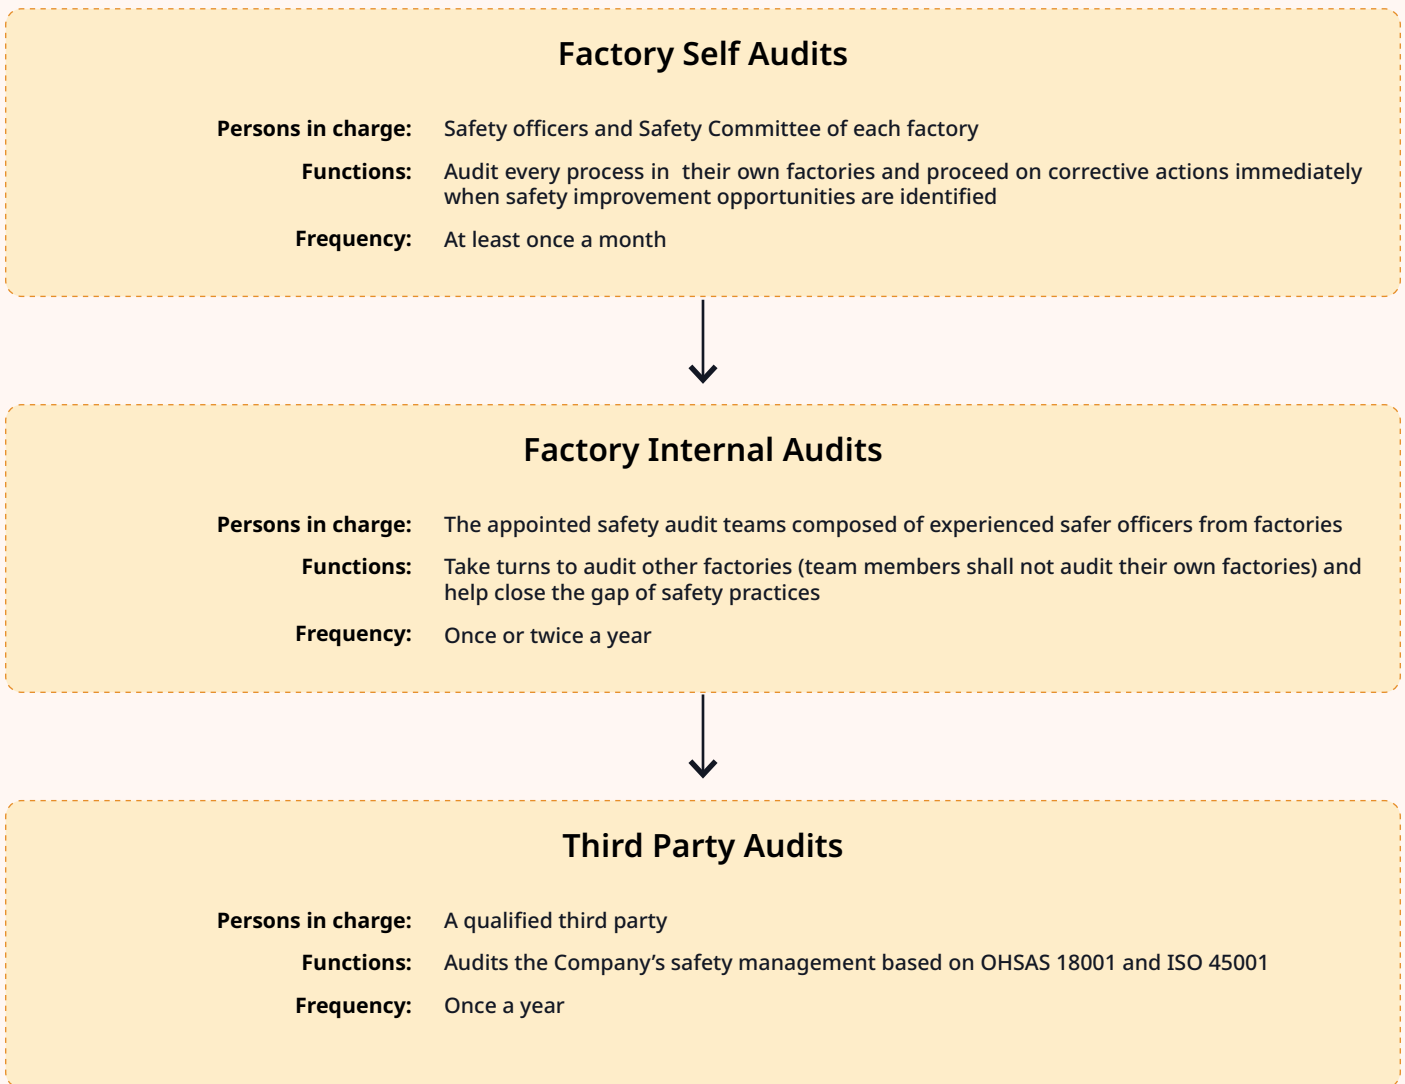 Factory Self Audits
Persons in charge: Safety officers and Safety Committee of each factory
Functions: Audit every process in  their own factories and proceed on corrective actions immediately
when safety improvement opportunities are identified
Frequency: At least once a month
Factory Internal Audits
Persons in charge: The appointed safety audit teams composed of experienced safer officers from factories
Functions: Take turns to audit other factories (team members shall not audit their own factories) and
help close the gap of safety practices
Frequency: Once or twice a year
Third Party Audits
Persons in charge: A qualified third party
Functions: Audits the Company’s safety management based on OHSAS 18001 and ISO 45001
Frequency: Once a year